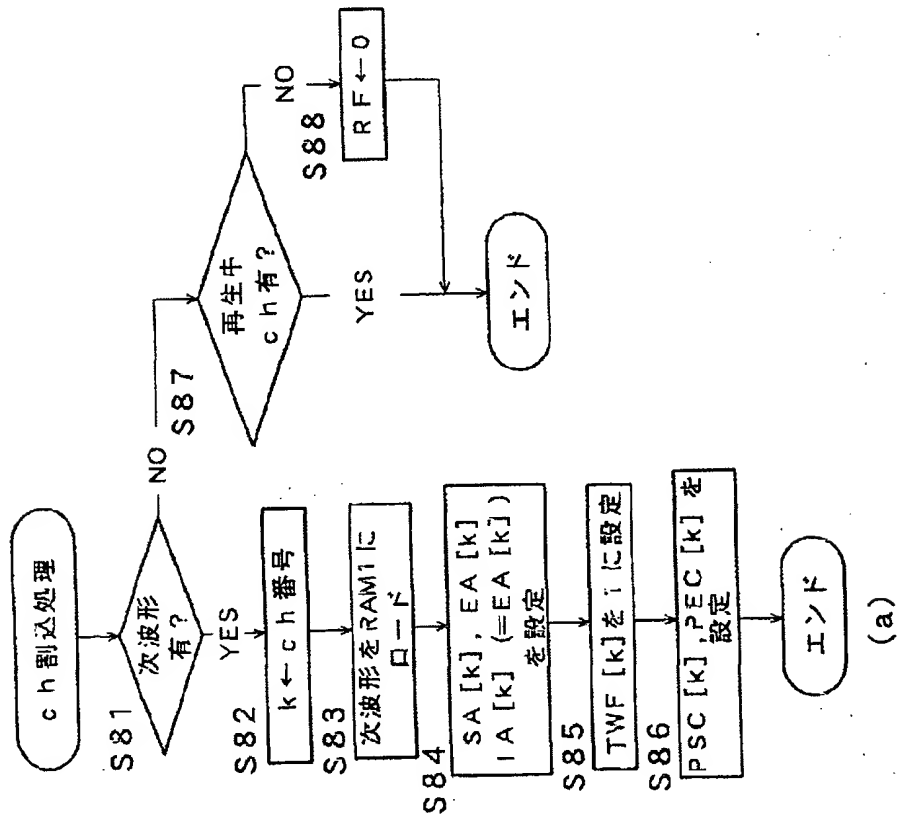 ch割込処理
S81
次波形
有?
NO
YES
S82
k←ch番号
S83
次波形をRAMiに
ロード
S84
SA[k],EA[k]
IA[k](=EA[k])
を設定
S85
TWF[k]をiに設定
S86
PSC[k],PEC[k]を
設定
エンド
S87
再生中
ch有?
NO
YES
S88
RF←0
エンド
(a)